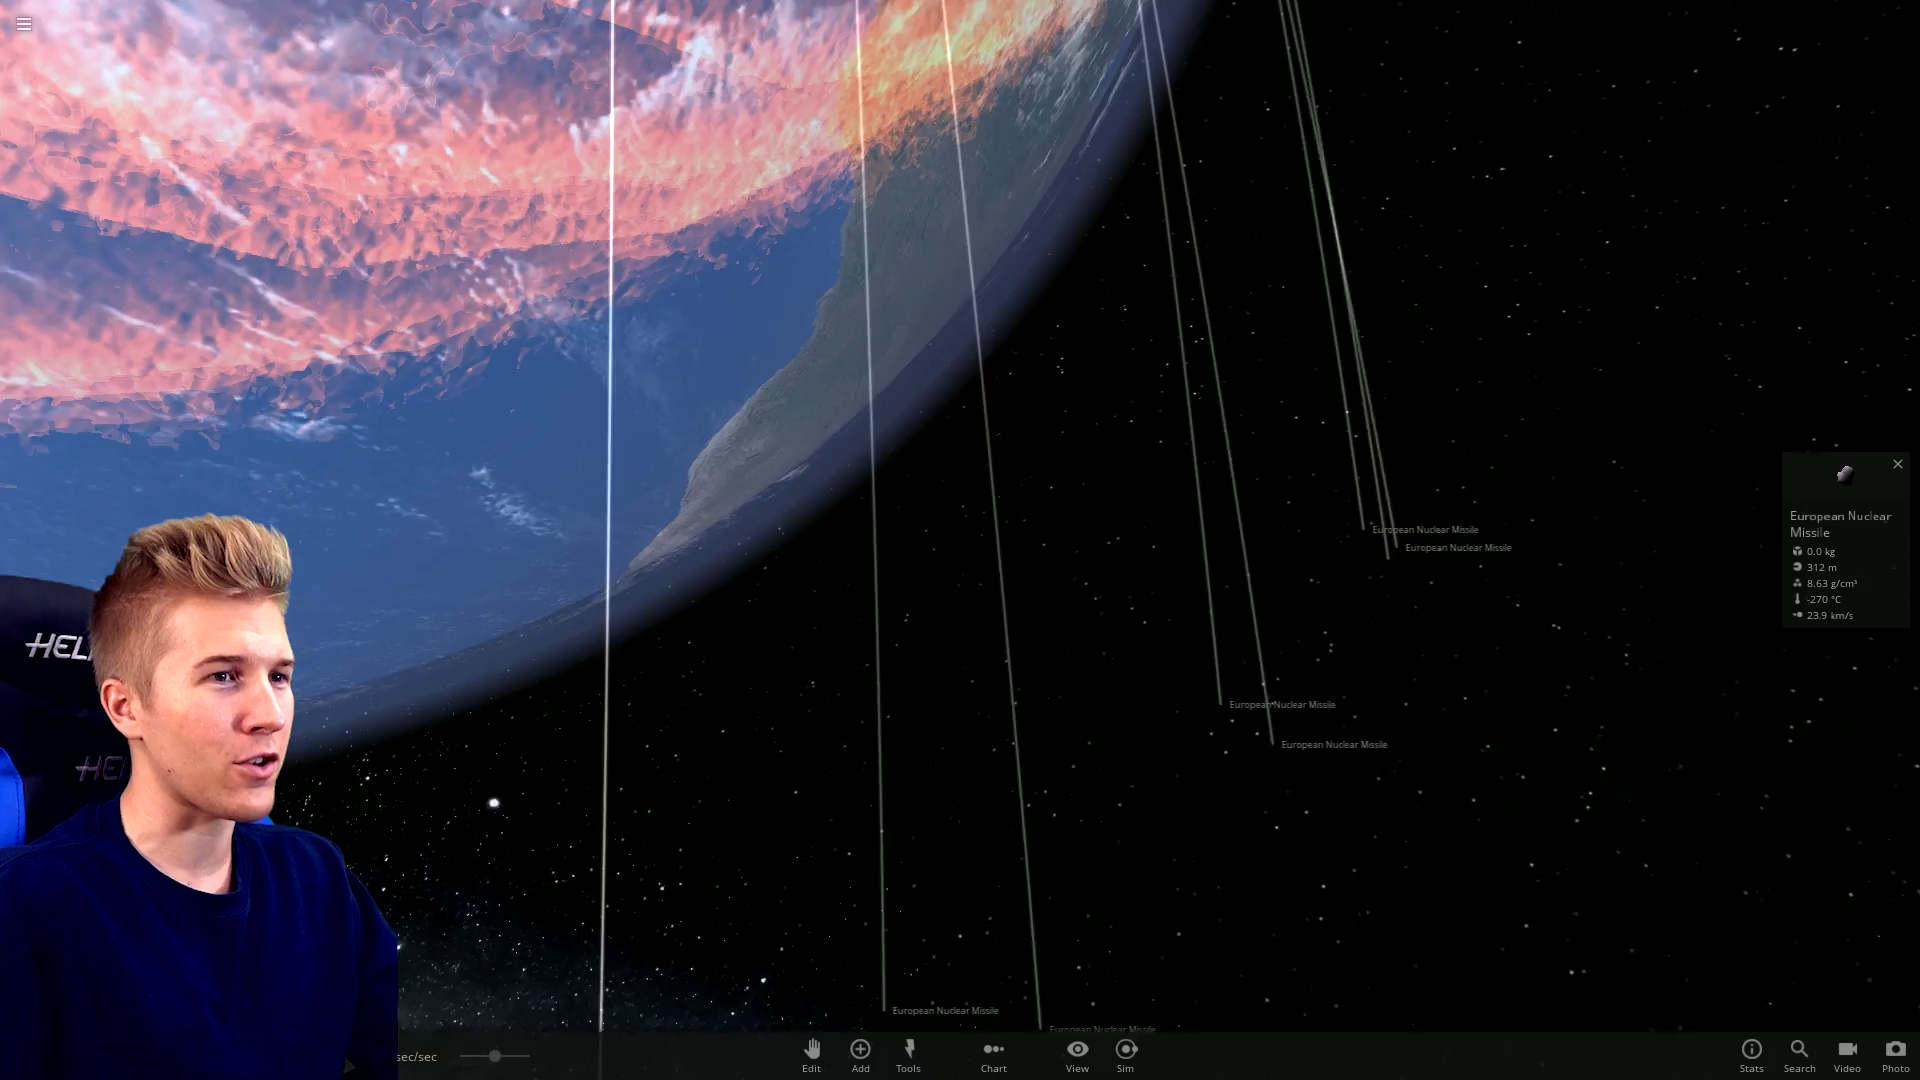 European Nuclear Missile
European Nuclear Missile
European Nuclear
Missile
0.0 kg
312 m
8.63 g/cm³
-270 °C
23.9 km/s
HEL
European Nuclear Missile
European Nuclear Missile
HE
European Nuclear Missile
European Nuclear Missile
sec/sec
Edit
Add
Tools
Chart
View
Sim
Stats
Search
Video
Photo